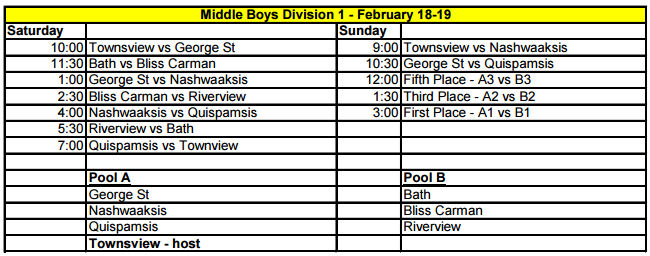 Middle Boys Division 1 - February 18-19
Saturday Sunday
10:00 Townsview vs George St 9:00 Townsview vs Nashwaaksis
11:30 Bath vs Bliss Carman 10:30 George St vs Quispamsis
1:00 George St vs Nashwaaksis 12:00 Fifth Place - A3 vs B3
2:30 Bliss Carman vs Riverview 1:30 Third Place - A2 vs B2
4:00 Nashwaaksis vs Quispamsis 3:00 First Place - A1 vs B1
5:30 Riverview vs Bath
7:00 Quispamsis vs Townview
Pool A Pool B
George St Bath
Nashwaaksis Bliss Carman
Quispamsis Riverview
Townsview - host